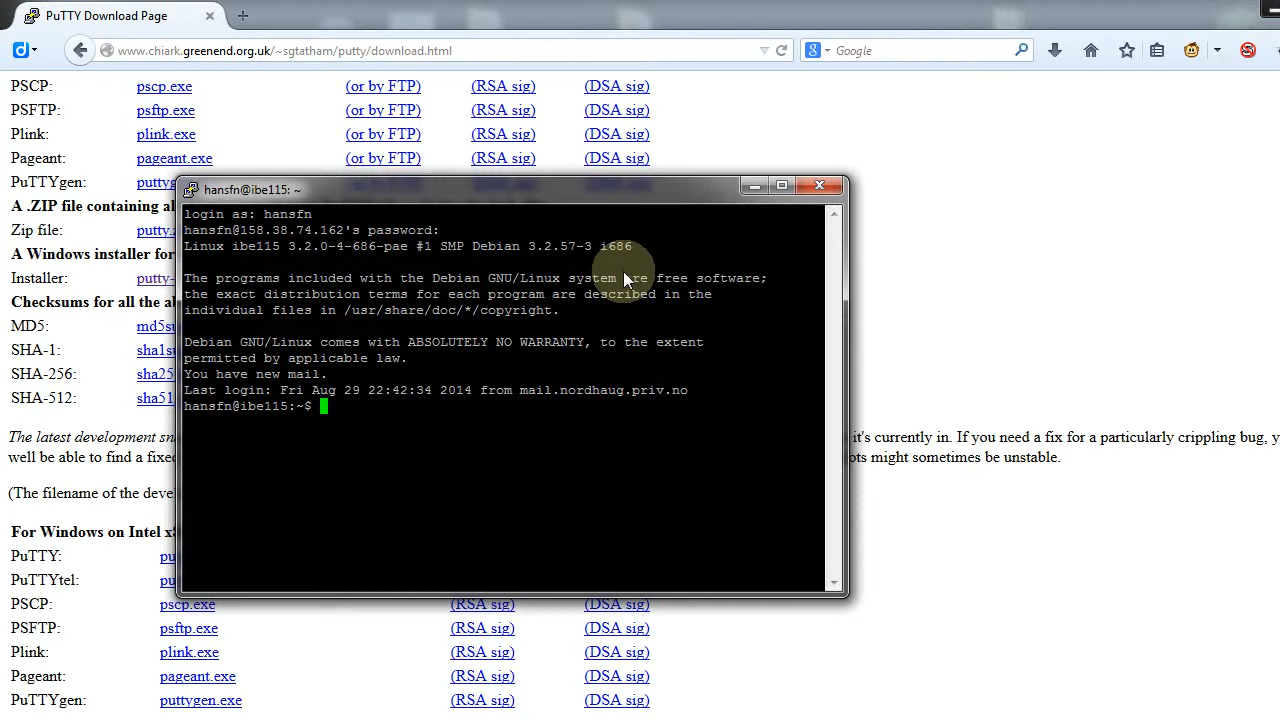 PuTTY Download Page
www.chiark.greenend.org.uk/~sgtatham/putty/download.html
Google
PSCP: pscp.exe (or by FTP) (RSA sig) (DSA sig)
PSFTP: psftp.exe (or by FTP) (RSA sig) (DSA sig)
Plink: plink.exe (or by FTP) (RSA sig) (DSA sig)
Pageant: pageant.exe (or by FTP) (RSA sig) (DSA sig)
PuTTYgen:
A .ZIP file containing
Zip file:
A Windows installer for
Installer:
Checksums for all the
MD5:
SHA-1:
SHA-256:
SHA-512:
hansfn@ibe115: ~
login as: hansfn
hansfn@158.38.74.162's password:
Linux ibe115 3.2.0-4-686-pae #1 SMP Debian 3.2.57-3 i686
The programs included with the Debian GNU/Linux system are free software;
the exact distribution terms for each program are described in the
individual files in /usr/share/doc/*/copyright.
Debian GNU/Linux comes with ABSOLUTELY NO WARRANTY, to the extent
permitted by applicable law.
You have new mail.
Last login: Fri Aug 29 22:42:34 2014 from mail.nordhaug.priv.no
hansfn@ibe115:~$
The latest development it's currently in. If you need a fix for a particularly crippling bug, y
well be able to find a fixe ots might sometimes be unstable.
(The filename of the deve
For Windows on Intel x
PuTTY: pu
PuTTYtel: pu
PSCP: pscp.exe (RSA sig) (DSA sig)
PSFTP: psftp.exe (RSA sig) (DSA sig)
Plink: plink.exe (RSA sig) (DSA sig)
Pageant: pageant.exe (RSA sig) (DSA sig)
PuTTYgen: puttygen.exe (RSA sig) (DSA sig)